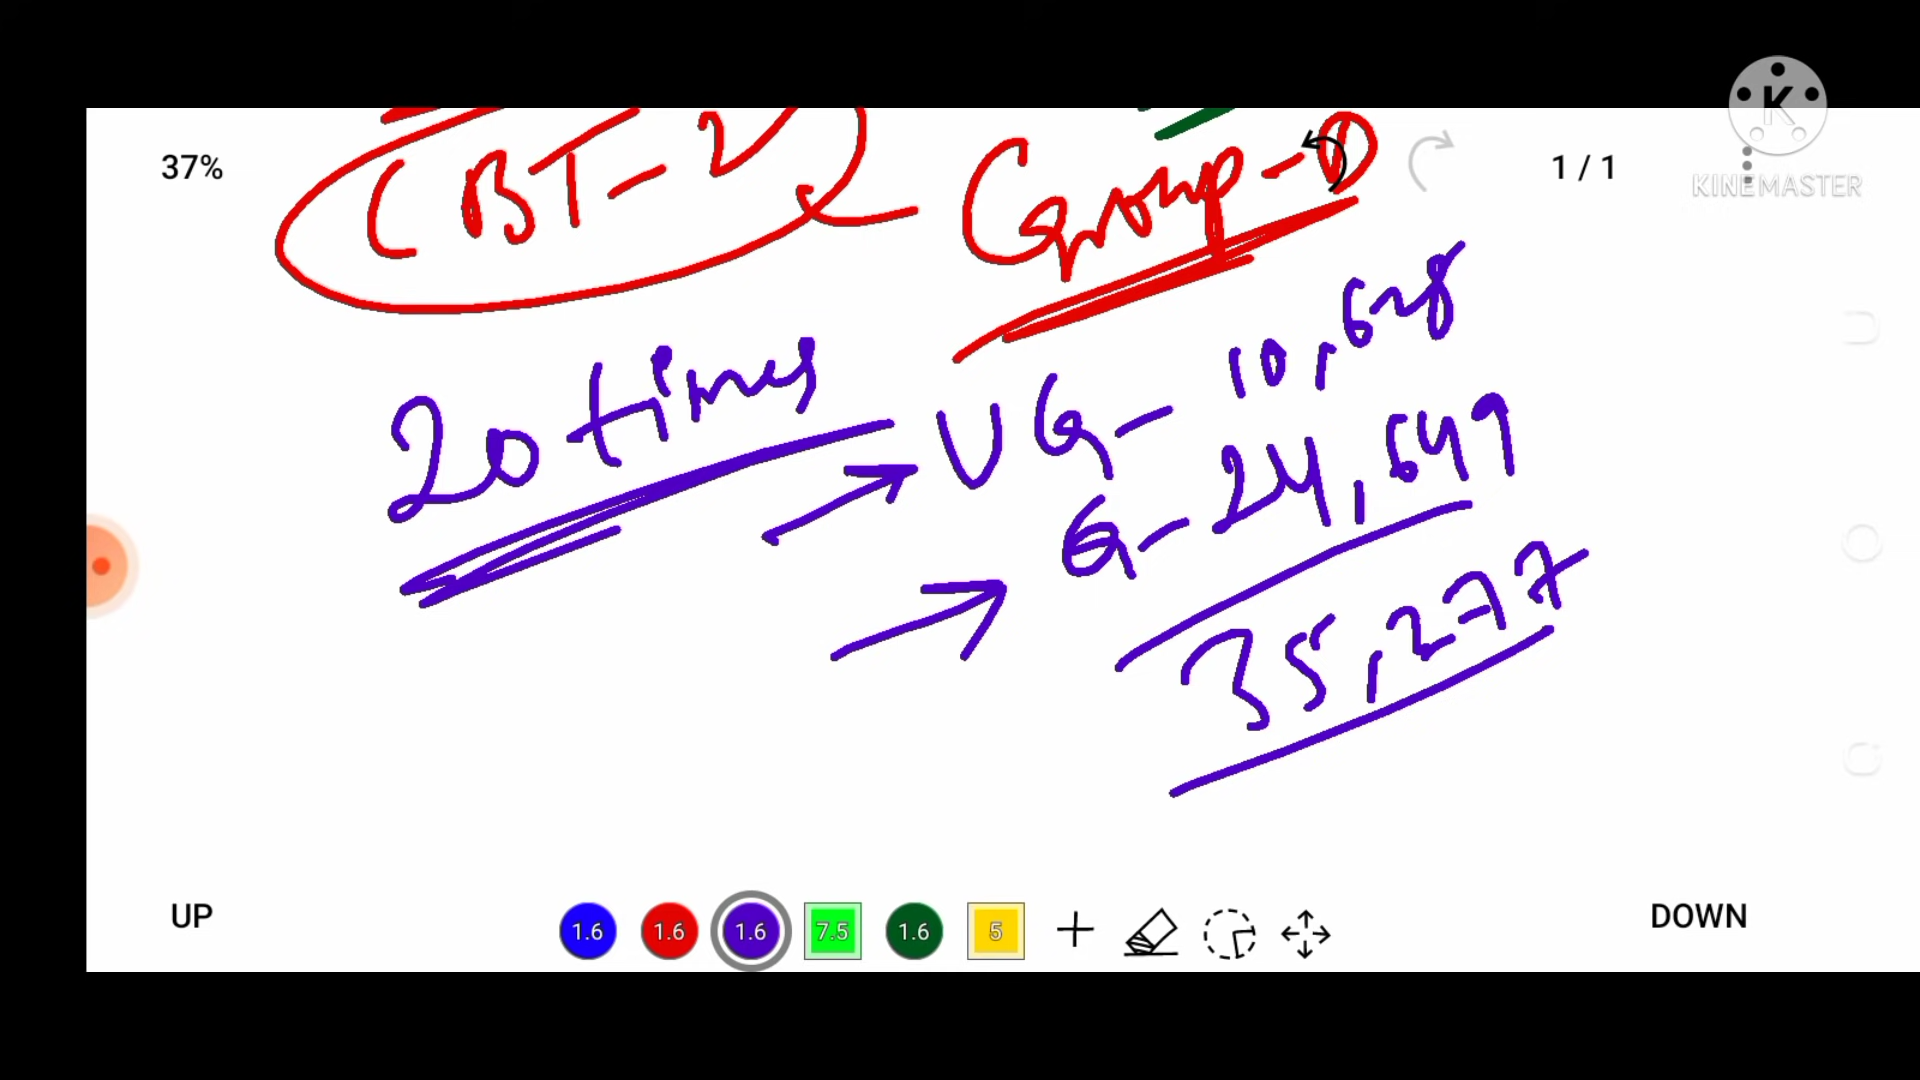 37%
1 / 1
KINEMASTER
CBT-2
Group-D
20 times
UG - 10,628
G - 24,649
35,277
UP
1.6 1.6 1.6 7.5 1.6 5
DOWN